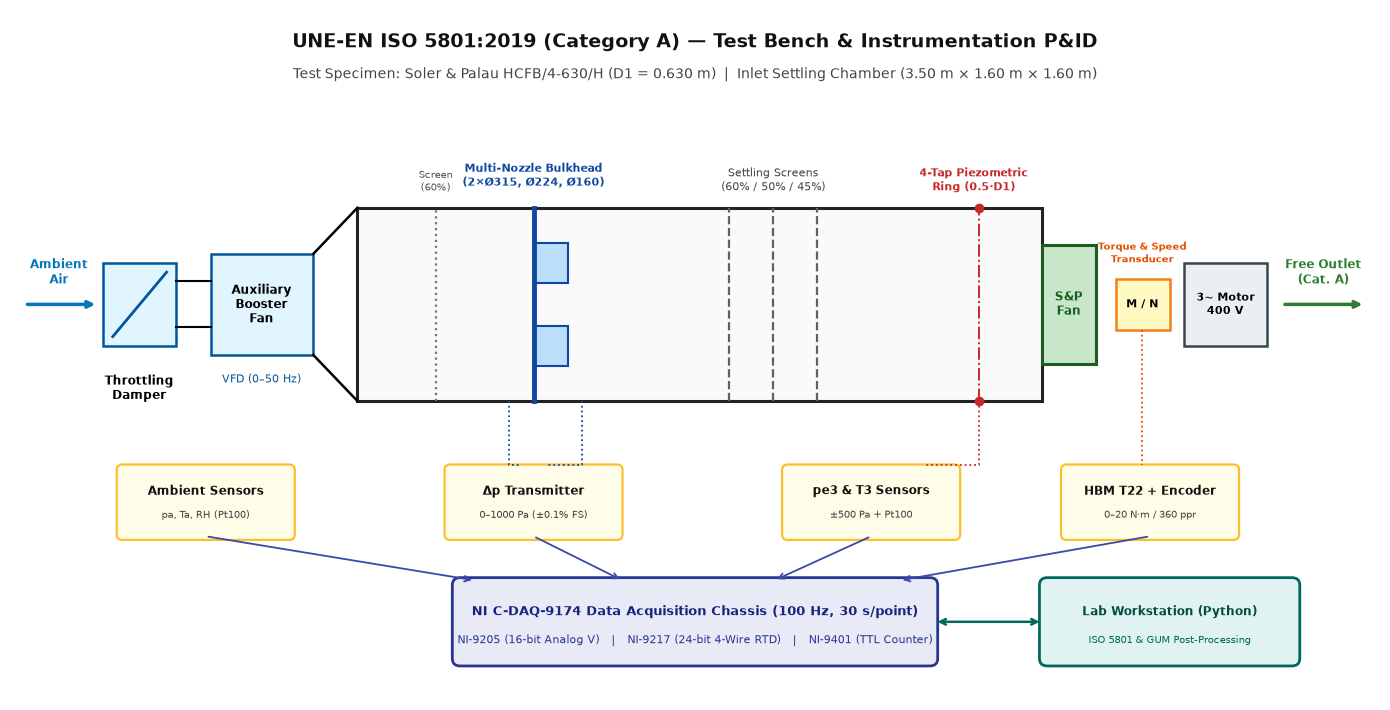 UNE-EN ISO 5801:2019 (Category A) — Test Bench & Instrumentation P&ID
Test Specimen: Soler & Palau HCFB/4-630/H (D1 = 0.630 m) | Inlet Settling Chamber (3.50 m × 1.60 m × 1.60 m)
Screen
(60%)
Multi-Nozzle Bulkhead
(2×Ø315, Ø224, Ø160)
Settling Screens
(60% / 50% / 45%)
4-Tap Piezometric
Ring (0.5·D1)
Ambient
Air
Throttling
Damper
Auxiliary
Booster
Fan
VFD (0–50 Hz)
S&P
Fan
Torque & Speed
Transducer
M / N
3~ Motor
400 V
Free Outlet
(Cat. A)
Ambient Sensors
pa, Ta, RH (Pt100)
Δp Transmitter
0–1000 Pa (±0.1% FS)
pe3 & T3 Sensors
±500 Pa + Pt100
HBM T22 + Encoder
0–20 N·m / 360 ppr
NI C-DAQ-9174 Data Acquisition Chassis (100 Hz, 30 s/point)
NI-9205 (16-bit Analog V) | NI-9217 (24-bit 4-Wire RTD) | NI-9401 (TTL Counter)
Lab Workstation (Python)
ISO 5801 & GUM Post-Processing